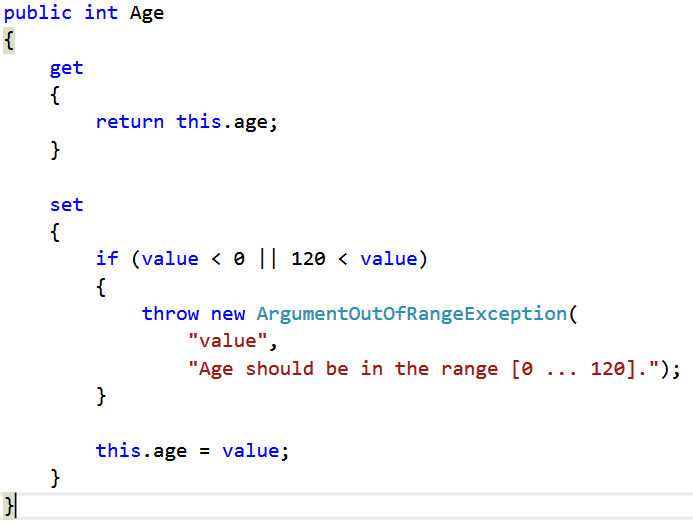 public int Age
{
    get
    {
        return this.age;
    }

    set
    {
        if (value < 0 || 120 < value)
        {
            throw new ArgumentOutOfRangeException(
                "value",
                "Age should be in the range [0 ... 120].");
        }

        this.age = value;
    }
}